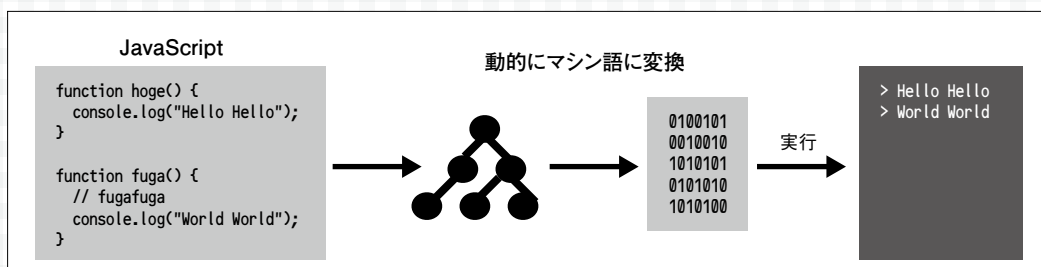 JavaScript
function hoge() {
  console.log("Hello Hello");
}
function fuga() {
  // fugafuga
  console.log("World World");
}
動的にマシン語に変換
0100101
0010010
1010101
0101010
1010100
実行
> Hello Hello
> World World